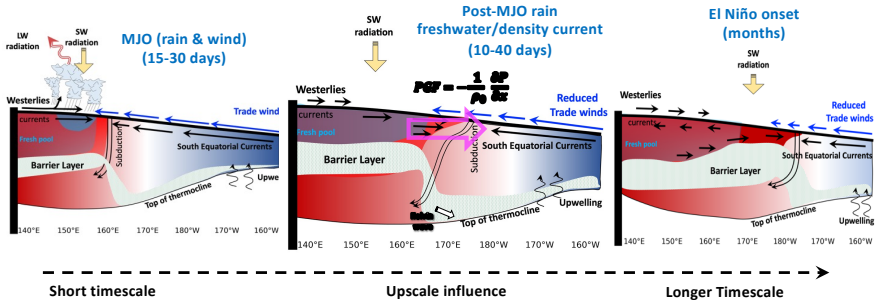 MJO (rain & wind)
(15-30 days)
LW
radiation
SW
radiation
Westerlies
Trade wind
currents
Fresh pool
Subduction
South Equatorial Currents
Barrier Layer
Upwel
Top of thermocline
140°E 150°E 160°E 170°E 180° 170°W 160°W
Post-MJO rain
freshwater/density current
(10-40 days)
SW
radiation
PGF = − 1/ρ₀ ∂P/∂x
Westerlies
Reduced
Trade winds
currents
Fresh pool
Subduction
South Equatorial Currents
Barrier Layer
Kelvin
wave
Top of thermocline
Upwelling
140°E 150°E 160°E 170°E 180° 170°W 160°W
El Niño onset
(months)
SW
radiation
Westerlies
Reduced
Trade winds
currents
Fresh pool
South Equatorial Currents
Barrier Layer
Top of thermocline
Upwelling
140°E 150°E 160°E 170°E 180° 170°W 160°W
Short timescale
Upscale influence
Longer Timescale